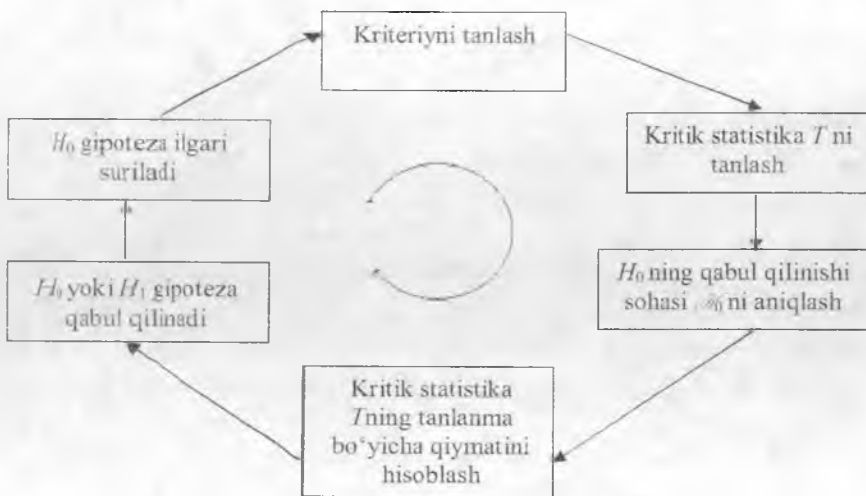 Kriteriyni tanlash
H₀ gipoteza ilgari
suriladi
Kritik statistika T ni
tanlash
H₀ yoki H₁ gipoteza
qabul qilinadi
H₀ ning qabul qilinishi
sohasi ni aniqlash
Kritik statistika
Tning tanlanma
bo‘yicha qiymatini
hisoblash